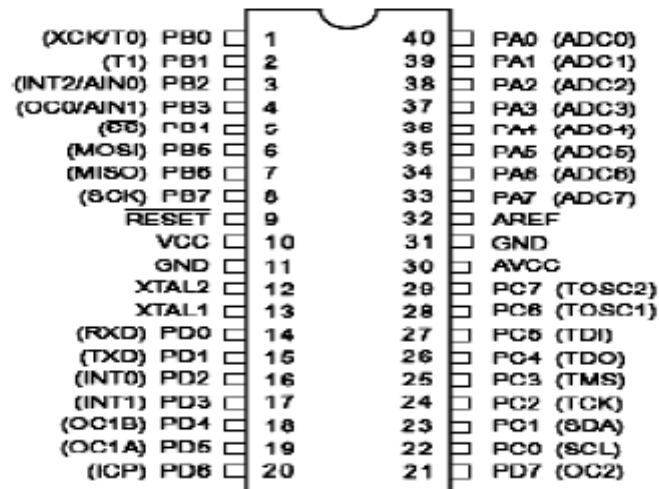 (XCK/T0) PB0 1 40 PA0 (ADC0)
(T1) PB1 2 39 PA1 (ADC1)
(INT2/AIN0) PB2 3 38 PA2 (ADC2)
(OC0/AIN1) PB3 4 37 PA3 (ADC3)
5 36 PA4 (ADC4)
(MOSI) PB5 6 35 PA5 (ADC5)
(MISO) PB6 7 34 PA6 (ADC6)
(SCK) PB7 8 33 PA7 (ADC7)
RESET 9 32 AREF
VCC 10 31 GND
GND 11 30 AVCC
XTAL2 12 29 PC7 (TOSC2)
XTAL1 13 28 PC6 (TOSC1)
(RXD) PD0 14 27 PC5 (TDI)
(TXD) PD1 15 26 PC4 (TDO)
(INT0) PD2 16 25 PC3 (TMS)
(INT1) PD3 17 24 PC2 (TCK)
(OC1B) PD4 18 23 PC1 (SDA)
(OC1A) PD5 19 22 PC0 (SCL)
(ICP) PD6 20 21 PD7 (OC2)